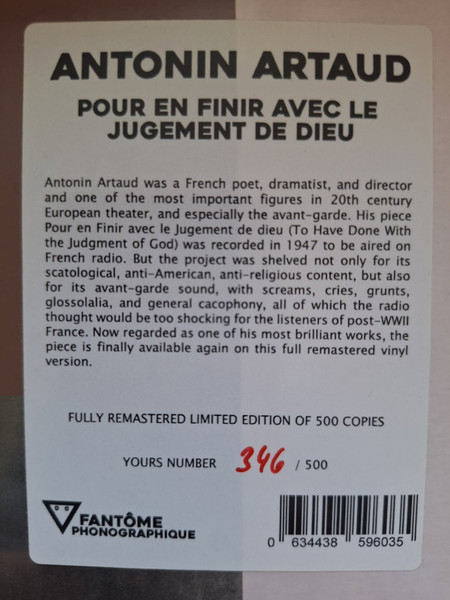 ANTONIN ARTAUD
POUR EN FINIR AVEC LE
JUGEMENT DE DIEU
Antonin Artaud was a French poet, dramatist, and director
and one of the most important figures in 20th century
European theater, and especially the avant-garde. His piece
Pour en Finir avec le Jugement de dieu (To Have Done With
the Judgment of God) was recorded in 1947 to be aired on
French radio. But the project was shelved not only for its
scatological, anti-American, anti-religious content, but also
for its avant-garde sound, with screams, cries, grunts,
glossolalia, and general cacophony, all of which the radio
thought would be too shocking for the listeners of post-WWII
France. Now regarded as one of his most brilliant works, the
piece is finally available again on this full remastered vinyl
version.
FULLY REMASTERED LIMITED EDITION OF 500 COPIES
YOURS NUMBER 346 / 500
FANTÔME
PHONOGRAPHIQUE
0 634438 596035